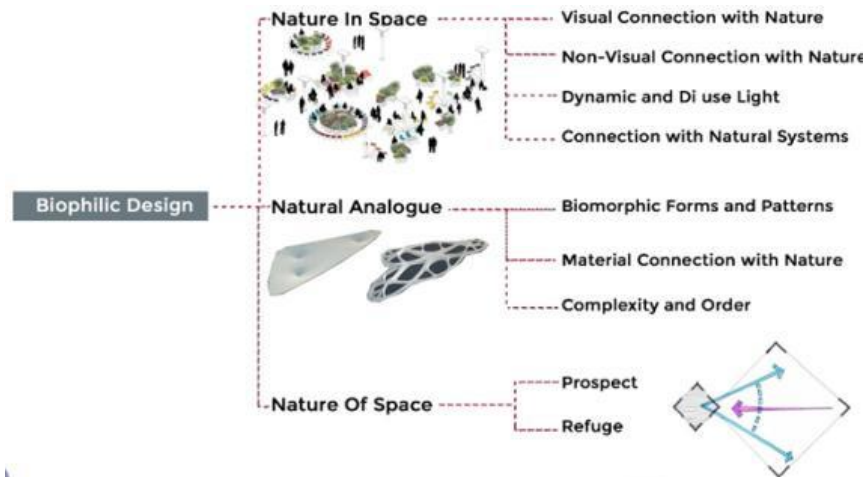 Nature In Space
Visual Connection with Nature
Non-Visual Connection with Nature
Dynamic and Di use Light
Connection with Natural Systems
Biophilic Design
Natural Analogue
Biomorphic Forms and Patterns
Material Connection with Nature
Complexity and Order
Nature Of Space
Prospect
Refuge